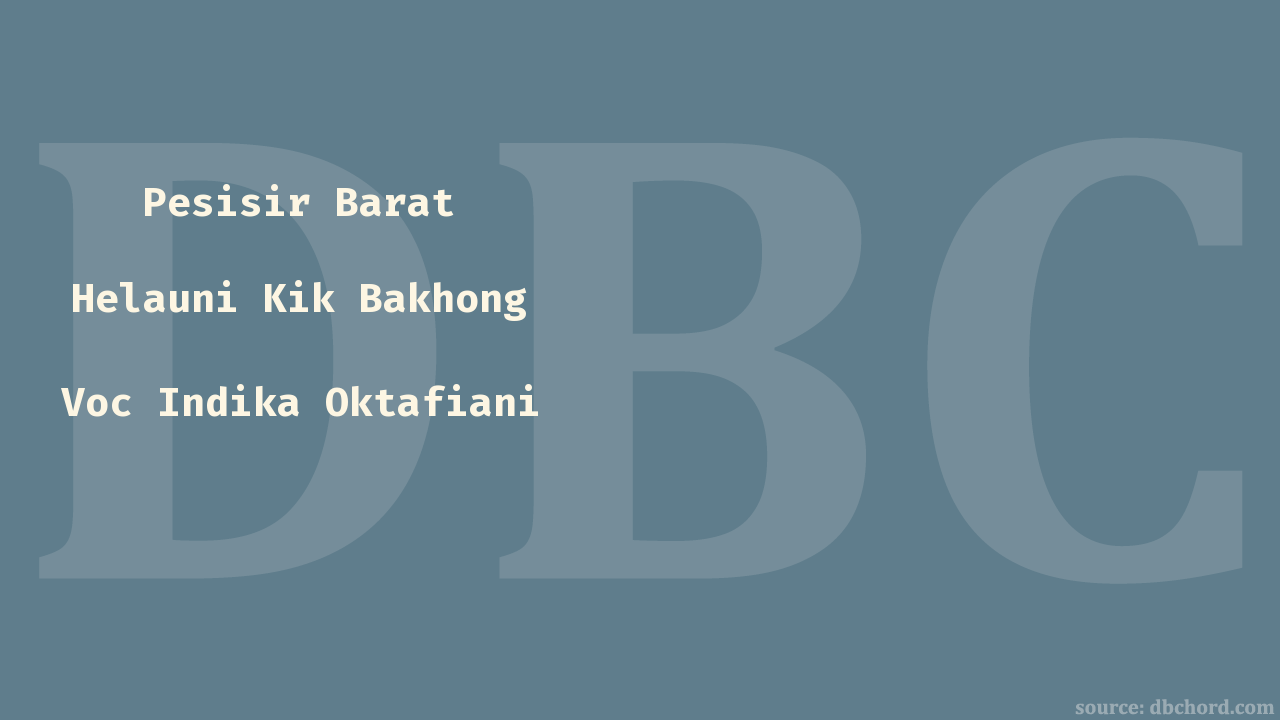 DBC
Pesisir Barat
Helauni Kik Bakhong
Voc Indika Oktafiani
source: dbchord.com